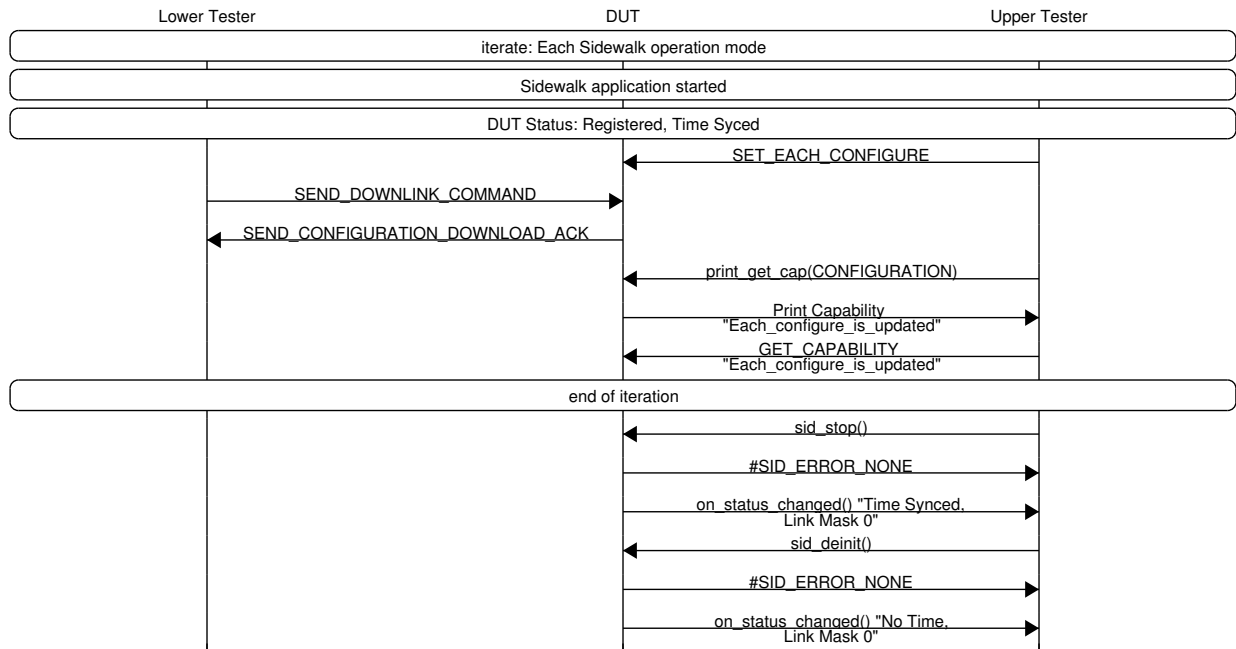 Lower Tester DUT Upper Tester
iterate: Each Sidewalk operation mode
Sidewalk application started
DUT Status: Registered, Time Syced
SET_EACH_CONFIGURE
SEND_DOWNLINK_COMMAND
SEND_CONFIGURATION_DOWNLOAD_ACK
print_get_cap(CONFIGURATION)
Print Capability
"Each_configure_is_updated"
GET_CAPABILITY
"Each_configure_is_updated"
end of iteration
sid_stop()
#SID_ERROR_NONE
on_status_changed() "Time Synced,
Link Mask 0"
sid_deinit()
#SID_ERROR_NONE
on_status_changed() "No Time,
Link Mask 0"